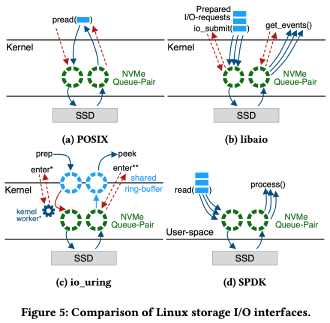 pread(
)
Kernel
NVMe
Queue-Pair
SSD
(a) POSIX
Prepared
I/O-requests
io_submit(
)
get_events()
Kernel
NVMe
Queue-Pair
SSD
(b) libaio
prep
peek
enter*
enter**
Kernel
shared
ring-buffer
kernel
worker*
NVMe
Queue-Pair
SSD
(c) io_uring
read(
)
process()
User-space
NVMe
Queue-Pair
SSD
(d) SPDK
Figure 5: Comparison of Linux storage I/O interfaces.